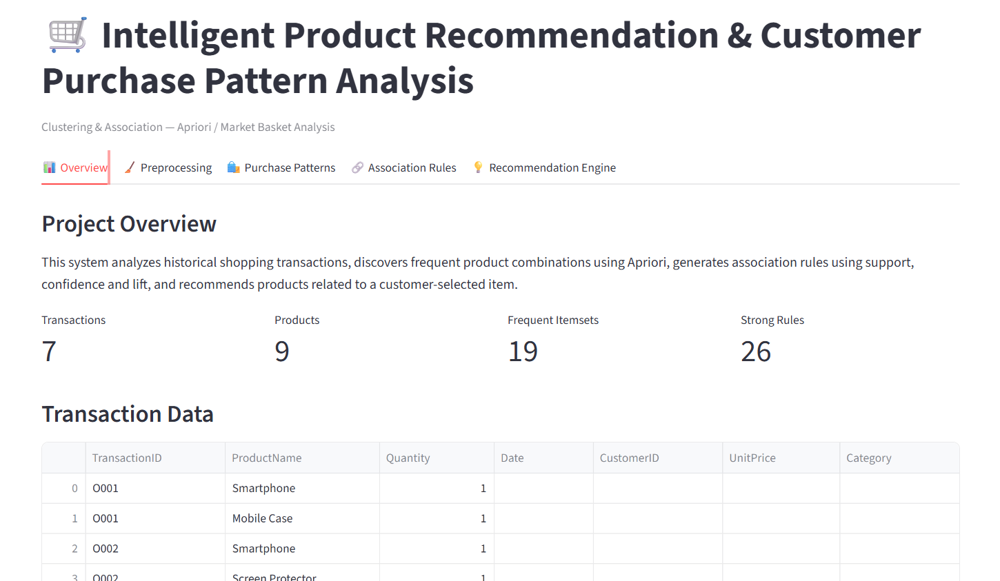 Intelligent Product Recommendation & Customer
Purchase Pattern Analysis
Clustering & Association — Apriori / Market Basket Analysis
Overview Preprocessing Purchase Patterns Association Rules Recommendation Engine
Project Overview
This system analyzes historical shopping transactions, discovers frequent product combinations using Apriori, generates association rules using support,
confidence and lift, and recommends products related to a customer-selected item.
Transactions Products Frequent Itemsets Strong Rules
7 9 19 26
Transaction Data
TransactionID ProductName Quantity Date CustomerID UnitPrice Category
0 O001 Smartphone 1
1 O001 Mobile Case 1
2 O002 Smartphone 1
3 O002 Screen Protector 1